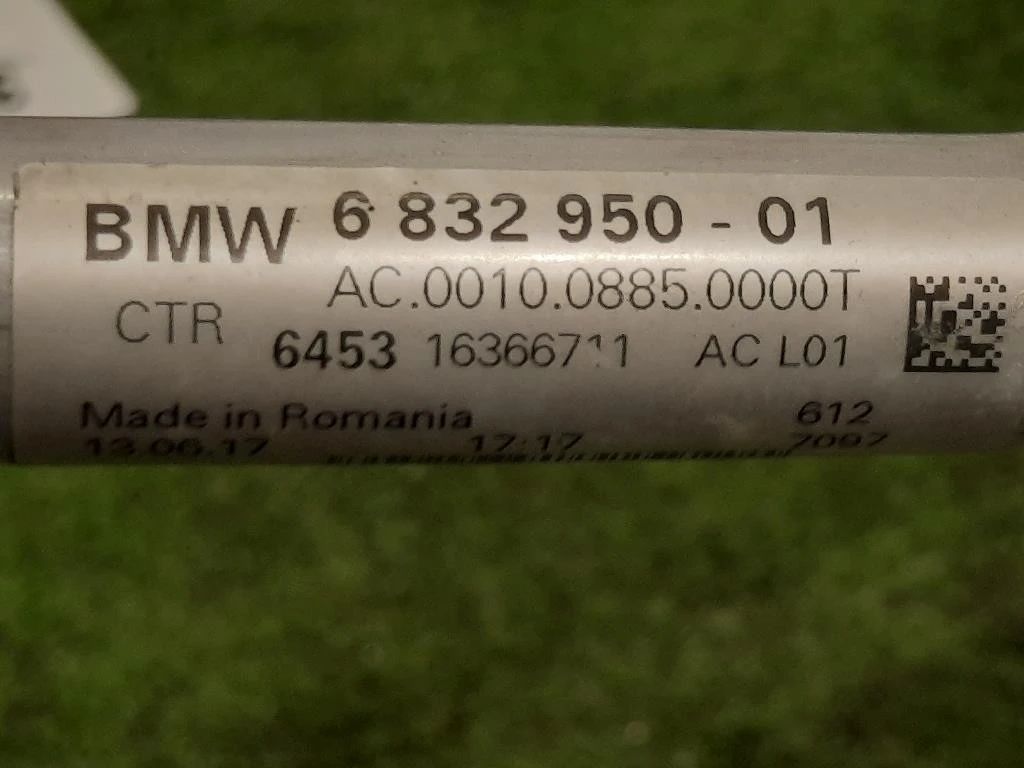 BMW 6 832 950 - 01
AC.0010.0885.0000T
CTR
6453 AC L01
Made in Romania 612
13.06.17 17:17 7097